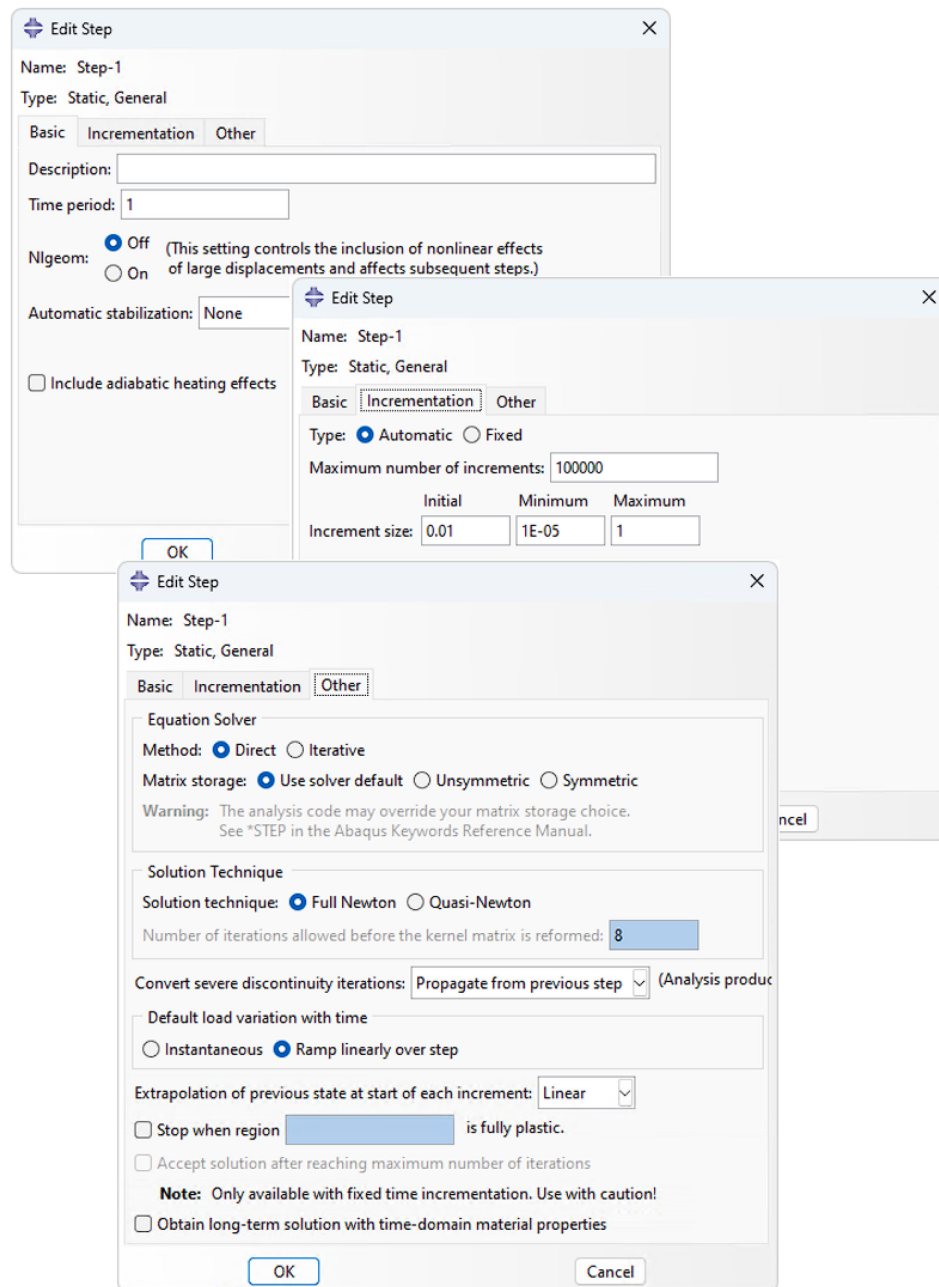 Edit Step
Name: Step-1
Type: Static, General
Basic Incrementation Other
Description:
Time period: 1
Nlgeom: Off (This setting controls the inclusion of nonlinear effects
On of large displacements and affects subsequent steps.)
Automatic stabilization: None
Include adiabatic heating effects
OK
Edit Step
Name: Step-1
Type: Static, General
Basic Incrementation Other
Type: Automatic Fixed
Maximum number of increments: 100000
Initial Minimum Maximum
Increment size: 0.01 1E-05 1
ncel
Edit Step
Name: Step-1
Type: Static, General
Basic Incrementation Other
Equation Solver
Method: Direct Iterative
Matrix storage: Use solver default Unsymmetric Symmetric
Warning: The analysis code may override your matrix storage choice.
See *STEP in the Abaqus Keywords Reference Manual.
Solution Technique
Solution technique: Full Newton Quasi-Newton
Number of iterations allowed before the kernel matrix is reformed: 8
Convert severe discontinuity iterations: Propagate from previous step (Analysis produc
Default load variation with time
Instantaneous Ramp linearly over step
Extrapolation of previous state at start of each increment: Linear
Stop when region is fully plastic.
Accept solution after reaching maximum number of iterations
Note: Only available with fixed time incrementation. Use with caution!
Obtain long-term solution with time-domain material properties
OK Cancel